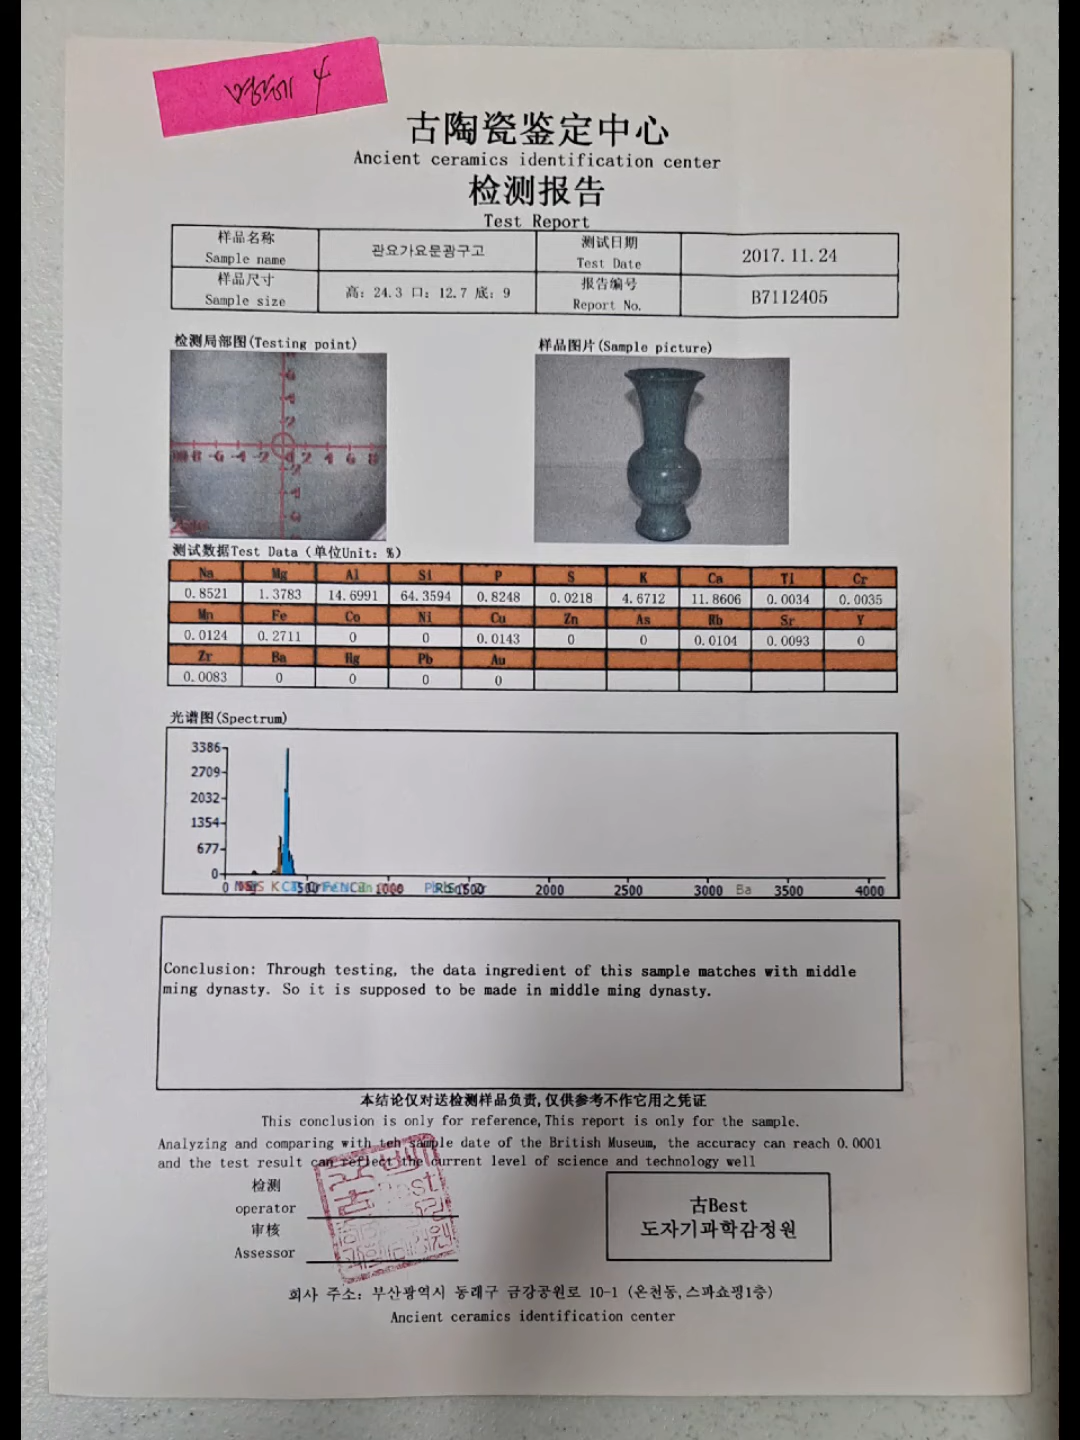 4
古陶瓷鉴定中心
Ancient ceramics identification center
检测报告
Test Report
样品名称
Sample name
관요가요문광구고
测试日期
Test Date
2017.11.24
样品尺寸
Sample size
高: 24.3 口: 12.7 底: 9
报告编号
Report No.
B7112405
检测局部图(Testing point)
样品图片(Sample picture)
测试数据Test Data (单位Unit: %)
Na Mg Al Si P S K Ca Ti Cr
0.8521 1.3783 14.6991 64.3594 0.8248 0.0218 4.6712 11.8606 0.0034 0.0035
Mn Fe Co Ni Cu Zn As Rb Sr Y
0.0124 0.2711 0 0 0.0143 0 0 0.0104 0.0093 0
Zr Ba Hg Pb Au
0.0083 0 0 0 0
光谱图(Spectrum)
3386
2709
2032
1354
677
0
0 500 1000 1500 2000 2500 3000 Ba 3500 4000
Conclusion: Through testing, the data ingredient of this sample matches with middle
ming dynasty. So it is supposed to be made in middle ming dynasty.
本结论仅对送检测样品负责,仅供参考不作它用之凭证
This conclusion is only for reference,This report is only for the sample.
Analyzing and comparing with teh sample date of the British Museum, the accuracy can reach 0.0001
and the test result can reflect the current level of science and technology well
检测
operator
审核
Assessor
古Best
도자기과학감정원
회사 주소: 부산광역시 동래구 금강공원로 10-1 (온천동,스파쇼핑1층)
Ancient ceramics identification center